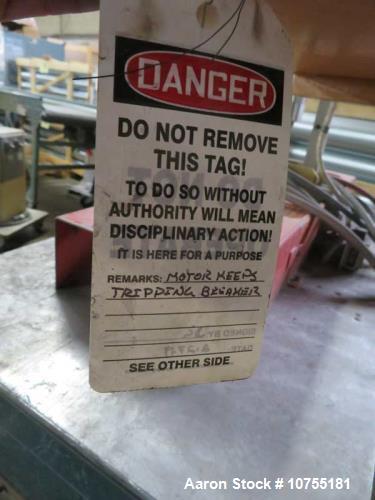 DANGER
DO NOT REMOVE
THIS TAG!
TO DO SO WITHOUT
AUTHORITY WILL MEAN
DISCIPLINARY ACTION!
IT IS HERE FOR A PURPOSE
REMARKS: MOTOR KEEPS
TRIPPING BREAKER
SEE OTHER SIDE
Aaron Stock # 10755181